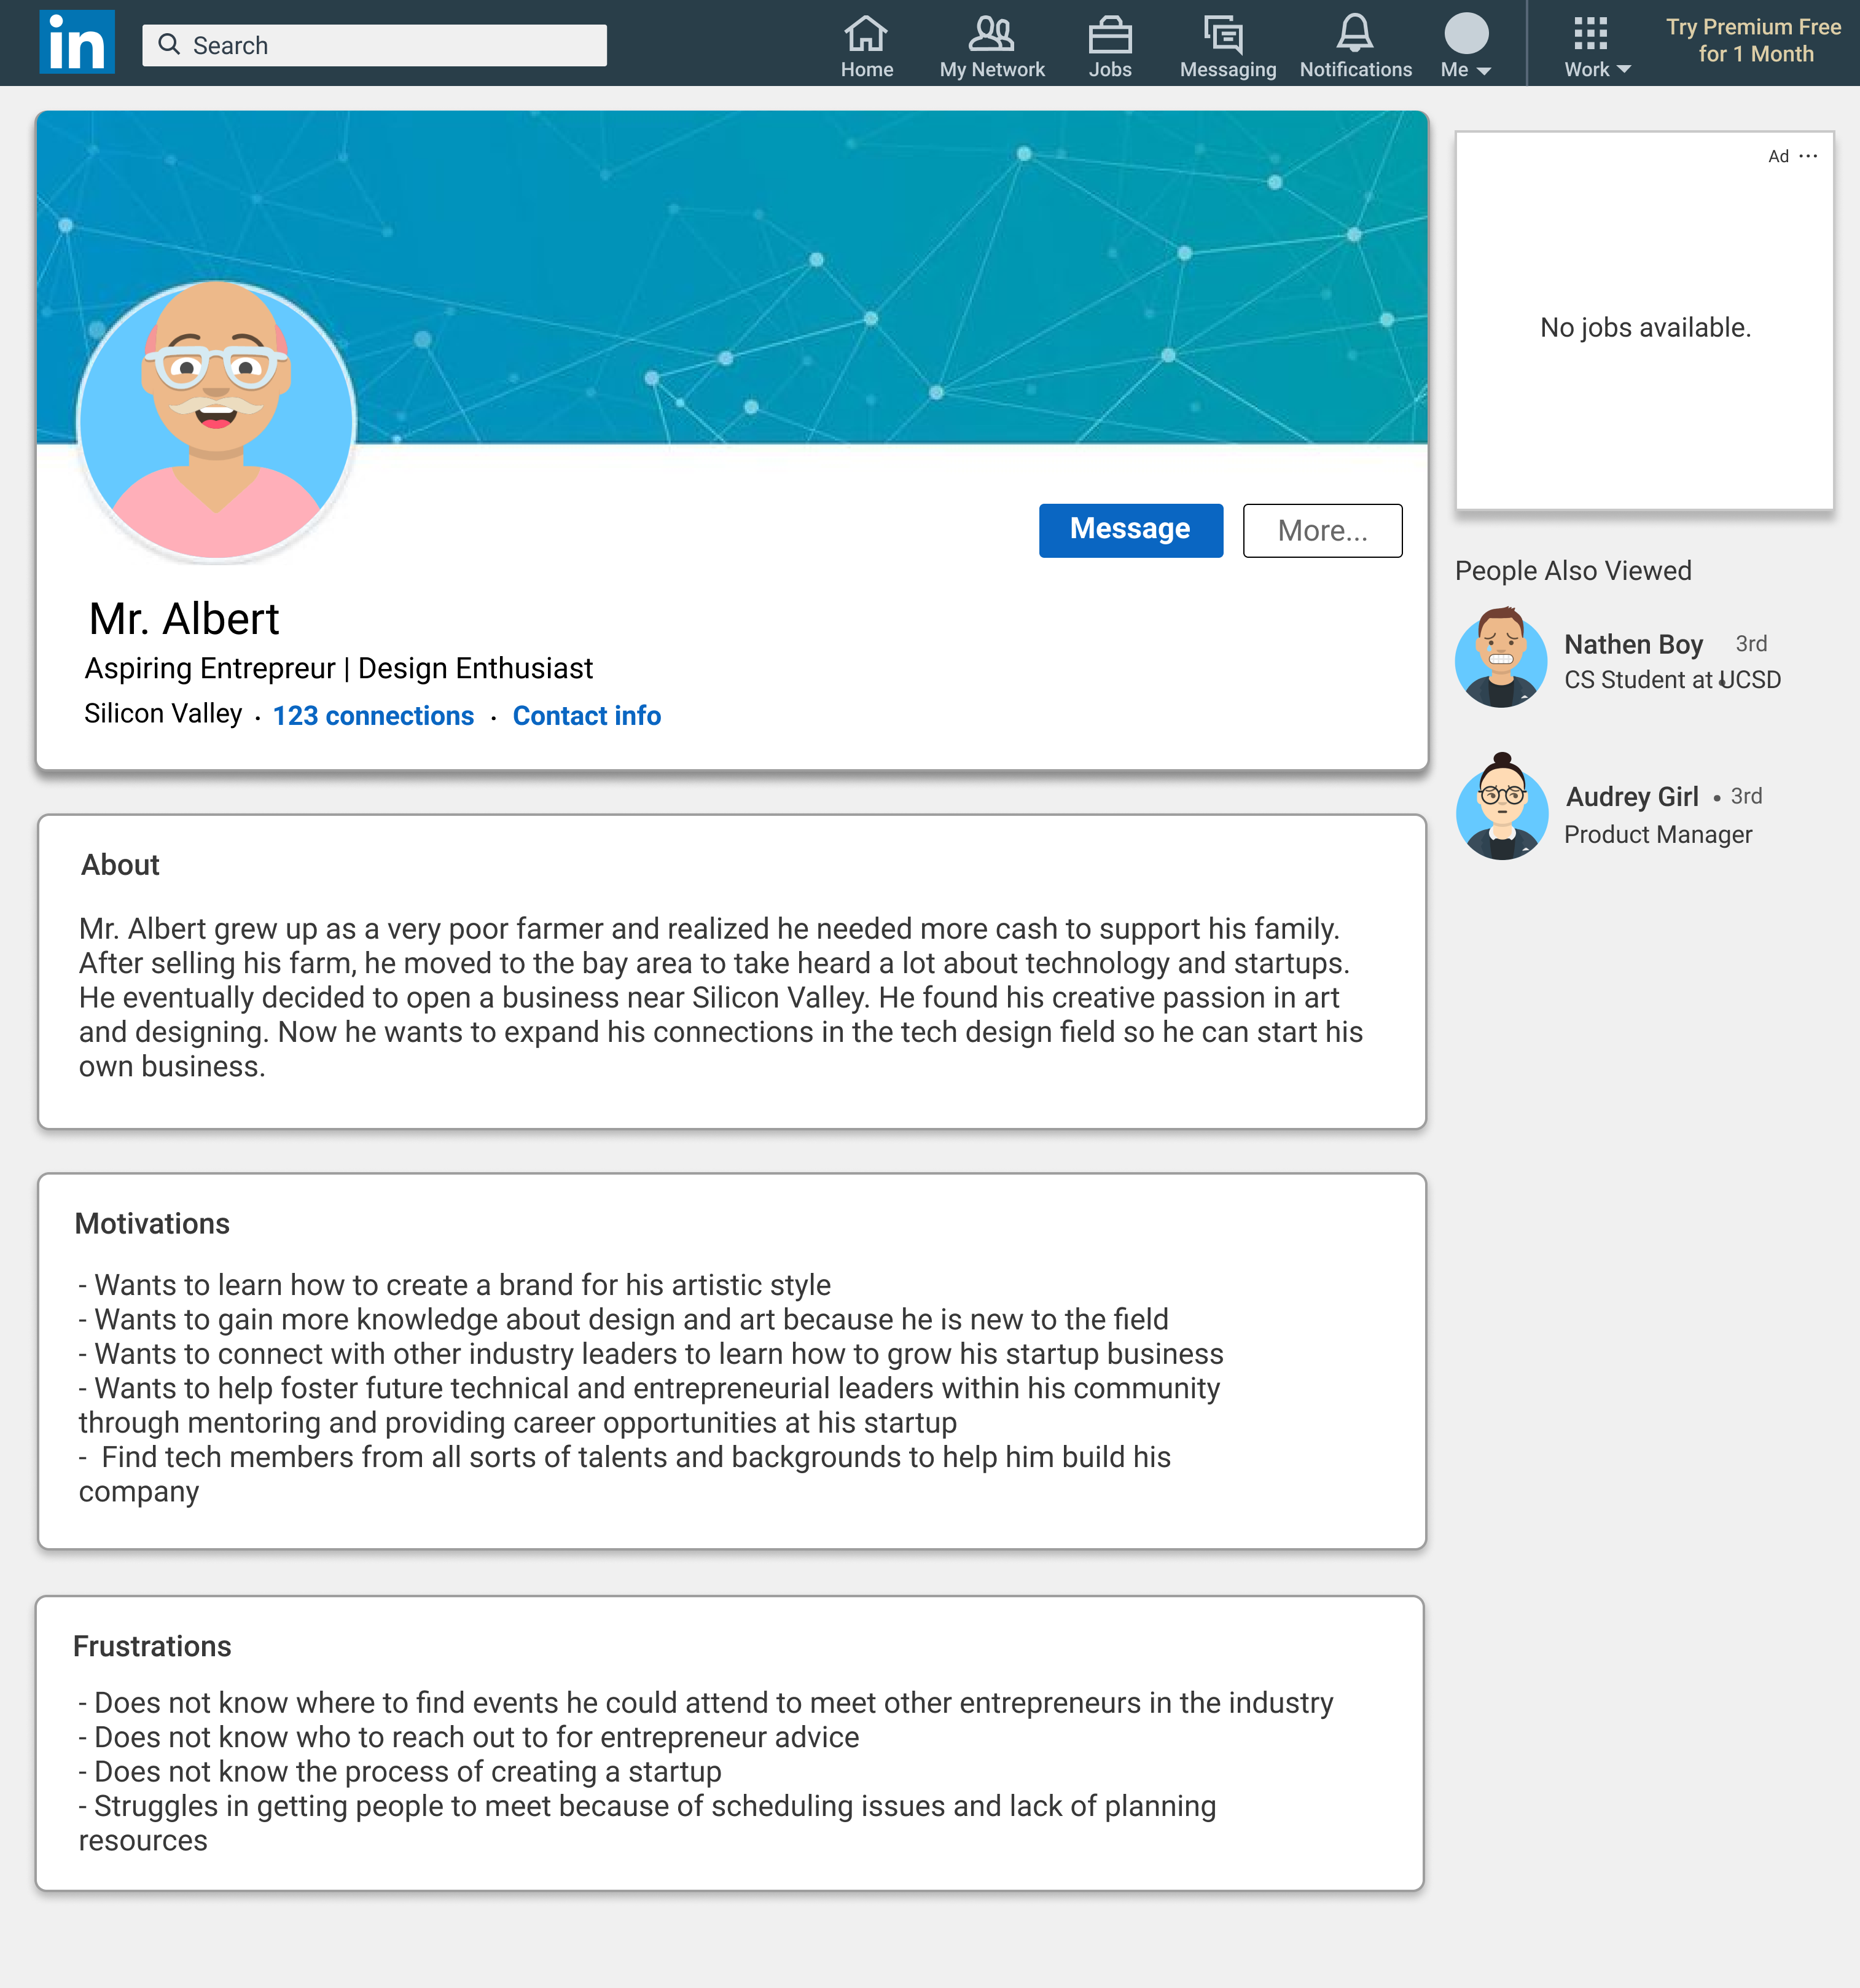 in
Search
Home
My Network
Jobs
Messaging
Notifications
Me
Work
Try Premium Free
for 1 Month
Ad
No jobs available.
Message
More...
Mr. Albert
Aspiring Entrepreur | Design Enthusiast
Silicon Valley · 123 connections · Contact info
People Also Viewed
Nathen Boy 3rd
CS Student at UCSD
Audrey Girl • 3rd
Product Manager
About
Mr. Albert grew up as a very poor farmer and realized he needed more cash to support his family.
After selling his farm, he moved to the bay area to take heard a lot about technology and startups.
He eventually decided to open a business near Silicon Valley. He found his creative passion in art
and designing. Now he wants to expand his connections in the tech design field so he can start his
own business.
Motivations
- Wants to learn how to create a brand for his artistic style
- Wants to gain more knowledge about design and art because he is new to the field
- Wants to connect with other industry leaders to learn how to grow his startup business
- Wants to help foster future technical and entrepreneurial leaders within his community
through mentoring and providing career opportunities at his startup
- Find tech members from all sorts of talents and backgrounds to help him build his
company
Frustrations
- Does not know where to find events he could attend to meet other entrepreneurs in the industry
- Does not know who to reach out to for entrepreneur advice
- Does not know the process of creating a startup
- Struggles in getting people to meet because of scheduling issues and lack of planning
resources